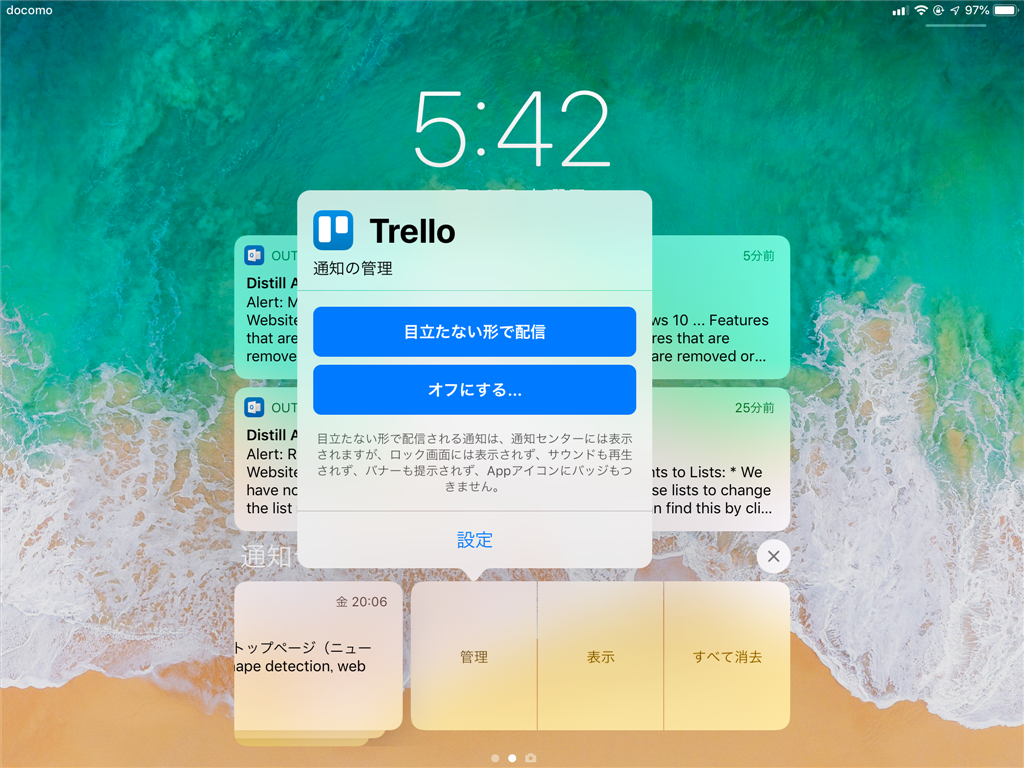 docomo
97%
5:42
Trello
通知の管理
目立たない形で配信
オフにする...
目立たない形で配信される通知は、通知センターには表示
されますが、ロック画面には表示されず、サウンドも再生
されず、バナーも提示されず、Appアイコンにバッジもつ
きません。
設定
OUT
5分前
Distill A
Alert: M
Website
ws 10 ... Features
that are
res that are
remove
are removed or...
OUT
25分前
Distill A
Alert: R
Website
nts to Lists: * We
have no
se lists to change
the list
n find this by cli...
通知
金 20:06
トップページ（ニュー
hape detection, web
管理
表示
すべて消去